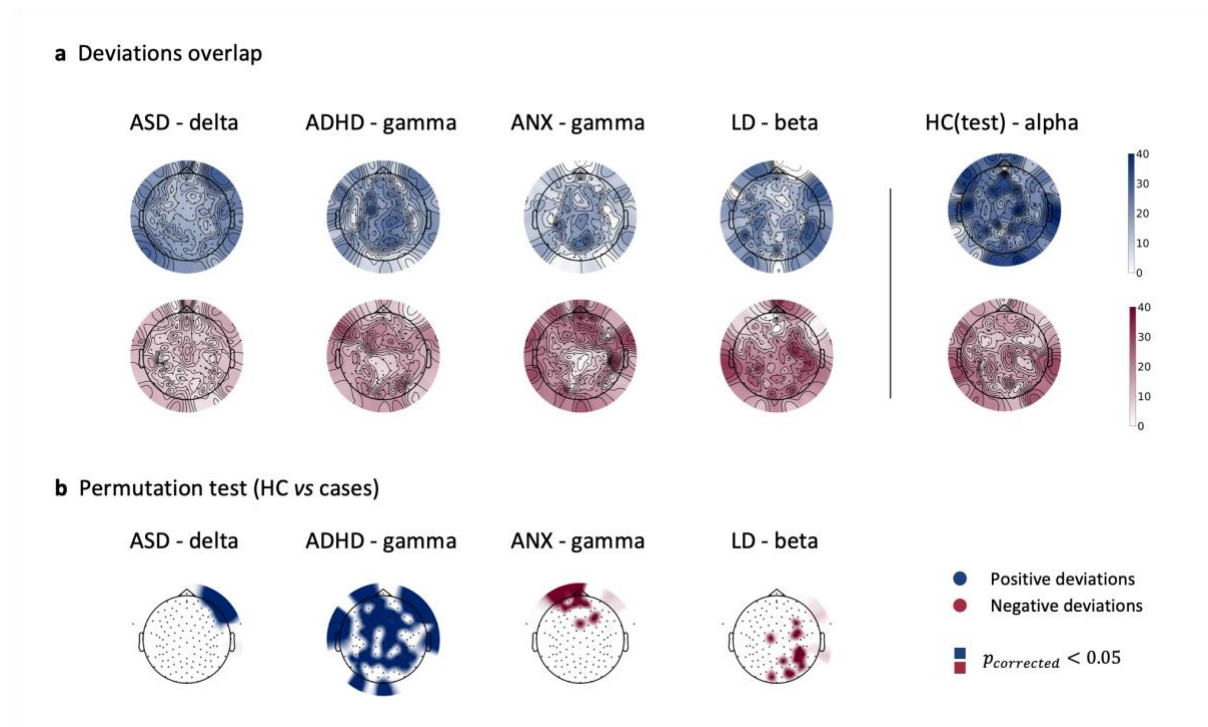 a Deviations overlap
ASD - delta ADHD - gamma ANX - gamma LD - beta HC(test) - alpha
40
30
20
10
0
40
30
20
10
0
b Permutation test (HC vs cases)
ASD - delta ADHD - gamma ANX - gamma LD - beta
Positive deviations
Negative deviations
p_corrected < 0.05